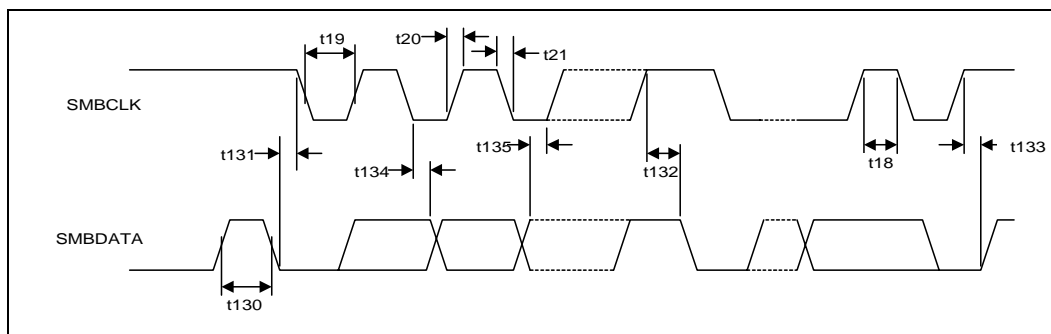 t19
t20
t21
SMBCLK
t131
t134
t135
t132
t18
t133
SMBDATA
t130